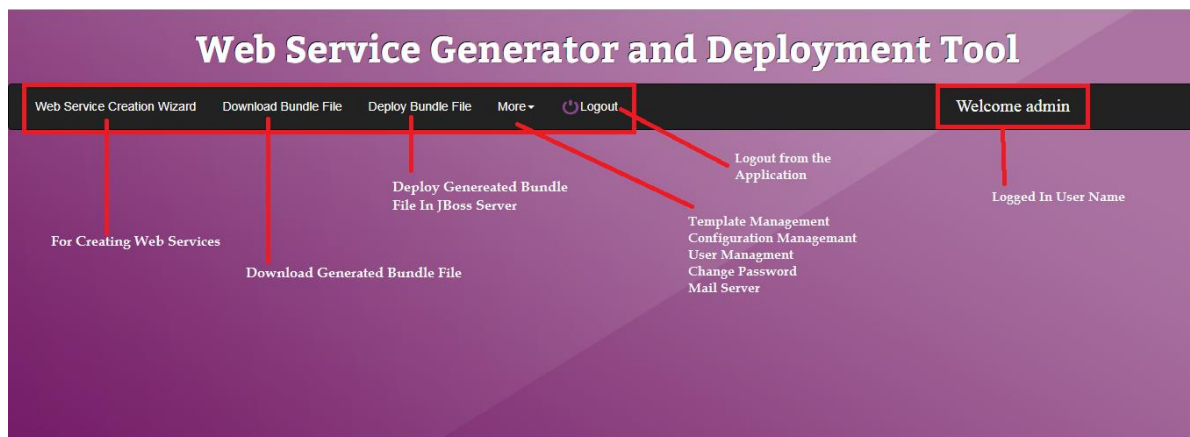 Web Service Generator and Deployment Tool
Web Service Creation Wizard Download Bundle File Deploy Bundle File More Logout Welcome admin
Logout from the
Application
Deploy Genereated Bundle
File In JBoss Server
Logged In User Name
Template Management
Configuration Managemant
User Managment
Change Password
Mail Server
For Creating Web Services
Download Generated Bundle File